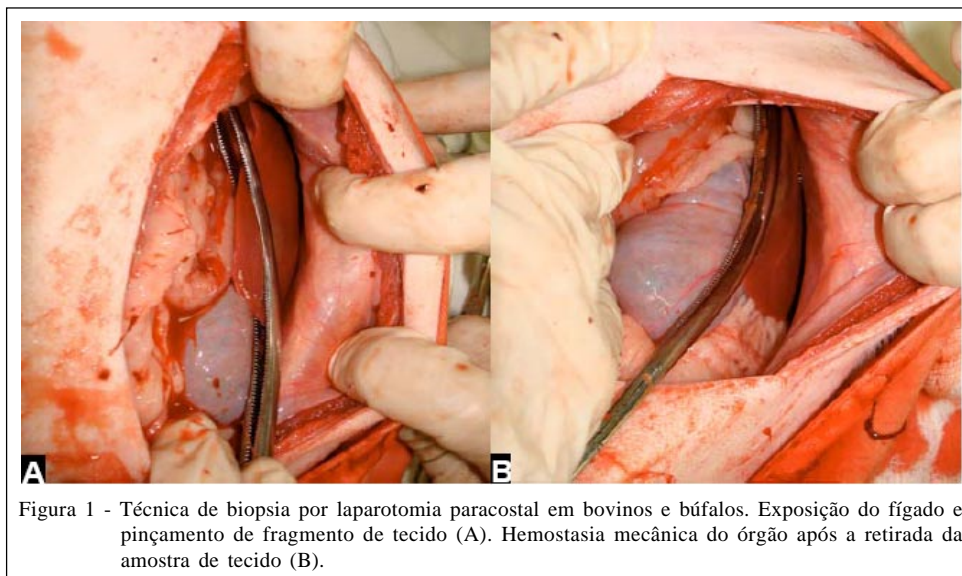 A
B
Figura 1 - Técnica de biopsia por laparotomia paracostal em bovinos e búfalos. Exposição do fígado e
pinçamento de fragmento de tecido (A). Hemostasia mecânica do órgão após a retirada da
amostra de tecido (B).